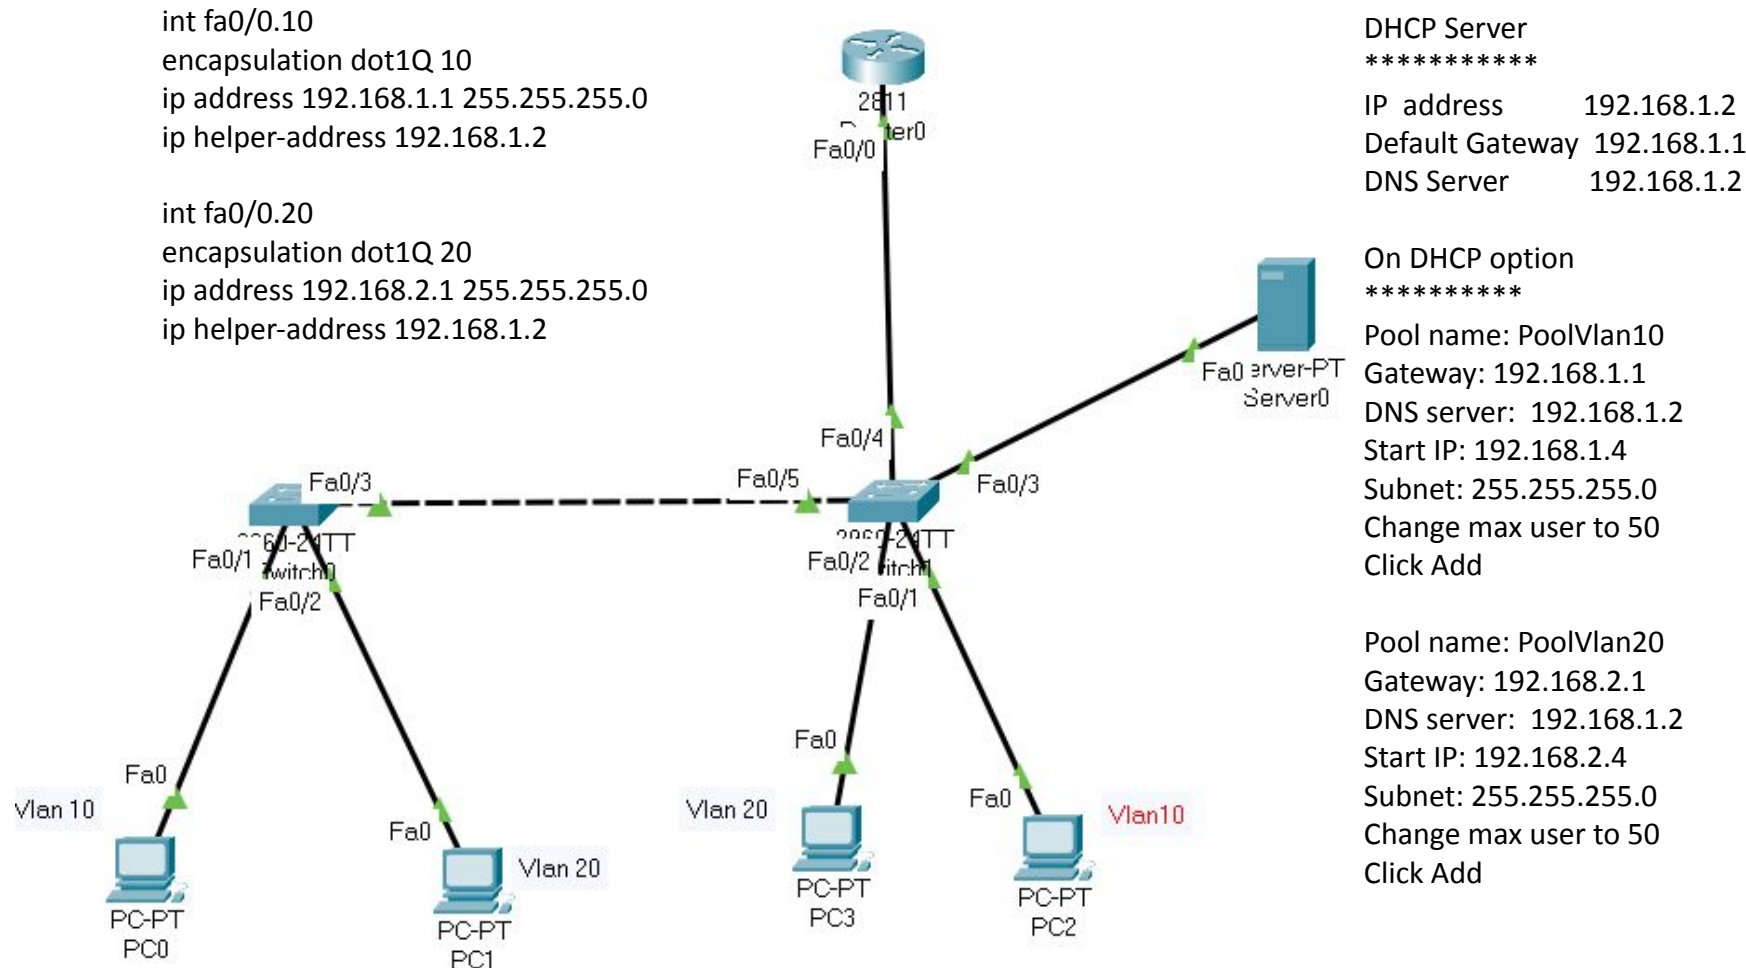 int fa0/0.10
encapsulation dot1Q 10
ip address 192.168.1.1 255.255.255.0
ip helper-address 192.168.1.2
int fa0/0.20
encapsulation dot1Q 20
ip address 192.168.2.1 255.255.255.0
ip helper-address 192.168.1.2
2811
Fa0/0
DHCP Server
***********
IP address 192.168.1.2
Default Gateway 192.168.1.1
DNS Server 192.168.1.2
On DHCP option
**********
Pool name: PoolVlan10
Gateway: 192.168.1.1
DNS server: 192.168.1.2
Start IP: 192.168.1.4
Subnet: 255.255.255.0
Change max user to 50
Click Add
Pool name: PoolVlan20
Gateway: 192.168.2.1
DNS server: 192.168.1.2
Start IP: 192.168.2.4
Subnet: 255.255.255.0
Change max user to 50
Click Add
Fa0
Server0
Fa0/4
Fa0/3
Fa0/5
Fa0/3
Fa0/1
Fa0/2
Fa0/2
Fa0/1
Fa0
Vlan 10
PC-PT
PC0
Fa0
Vlan 20
PC-PT
PC1
Fa0
Vlan 20
PC-PT
PC3
Fa0
Vlan10
PC-PT
PC2